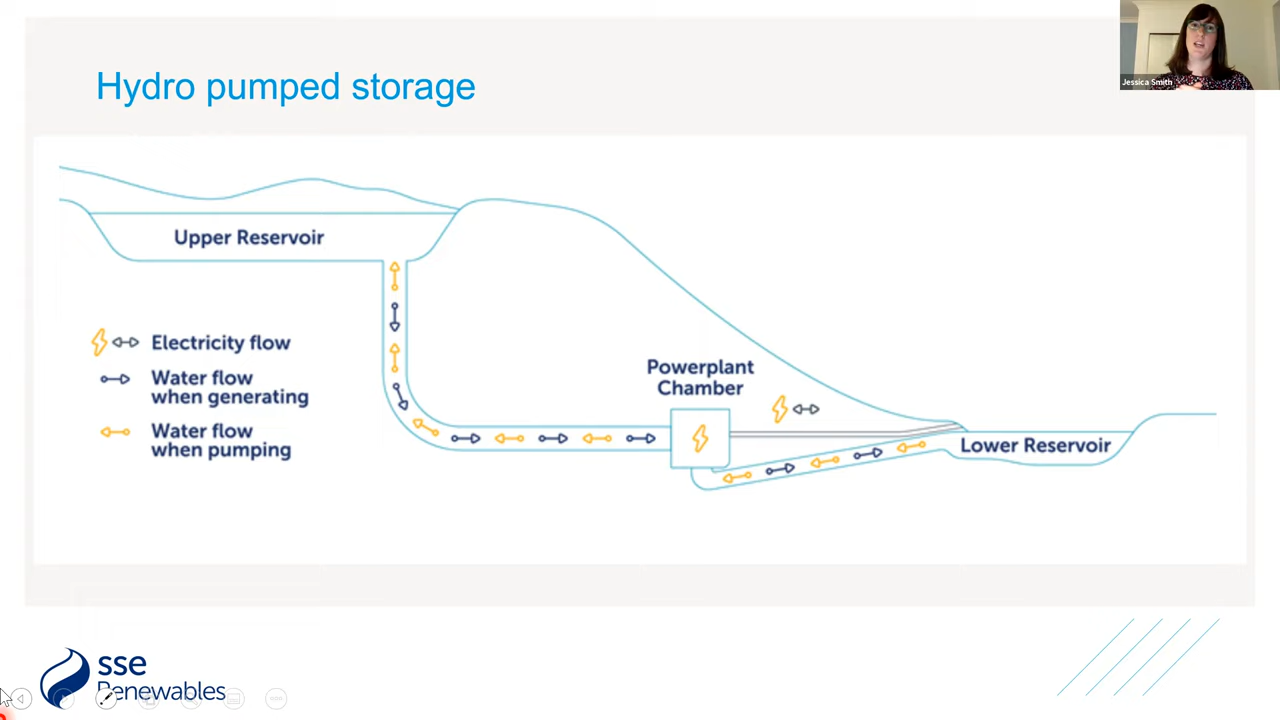 Hydro pumped storage
Jessica Smith
Upper Reservoir
Electricity flow
Water flow
when generating
Water flow
when pumping
Powerplant
Chamber
Lower Reservoir
sse
Renewables